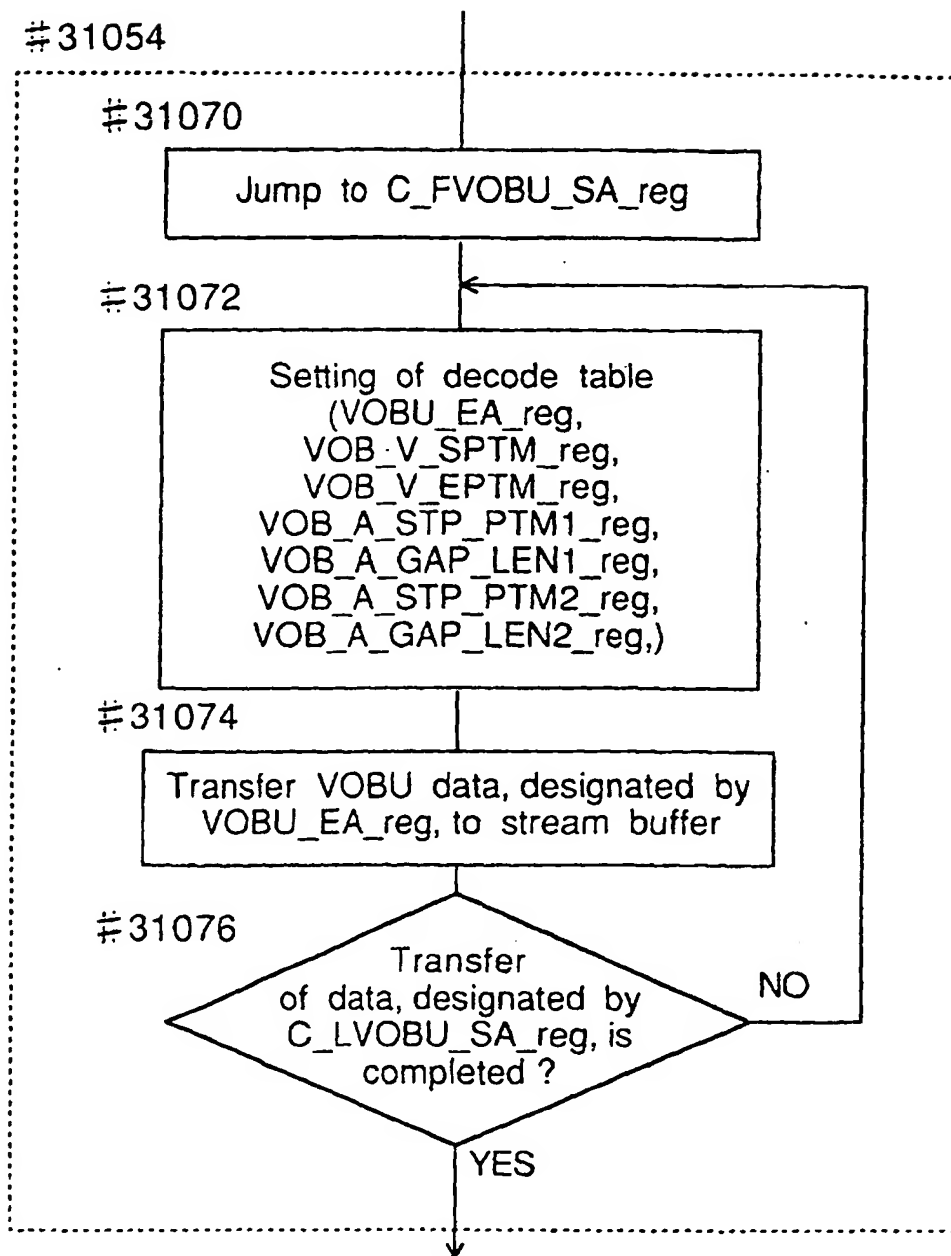 #31054
#31070
Jump to C_FVOBU_SA_reg
#31072
Setting of decode table
(VOBU_EA_reg,
VOB_V_SPTM_reg,
VOB_V_EPTM_reg,
VOB_A_STP_PTM1_reg,
VOB_A_GAP_LEN1_reg,
VOB_A_STP_PTM2_reg,
VOB_A_GAP_LEN2_reg,)
#31074
Transfer VOBU data, designated by
VOBU_EA_reg, to stream buffer
#31076
Transfer
of data, designated by
C_LVOBU_SA_reg, is
completed ?
NO
YES